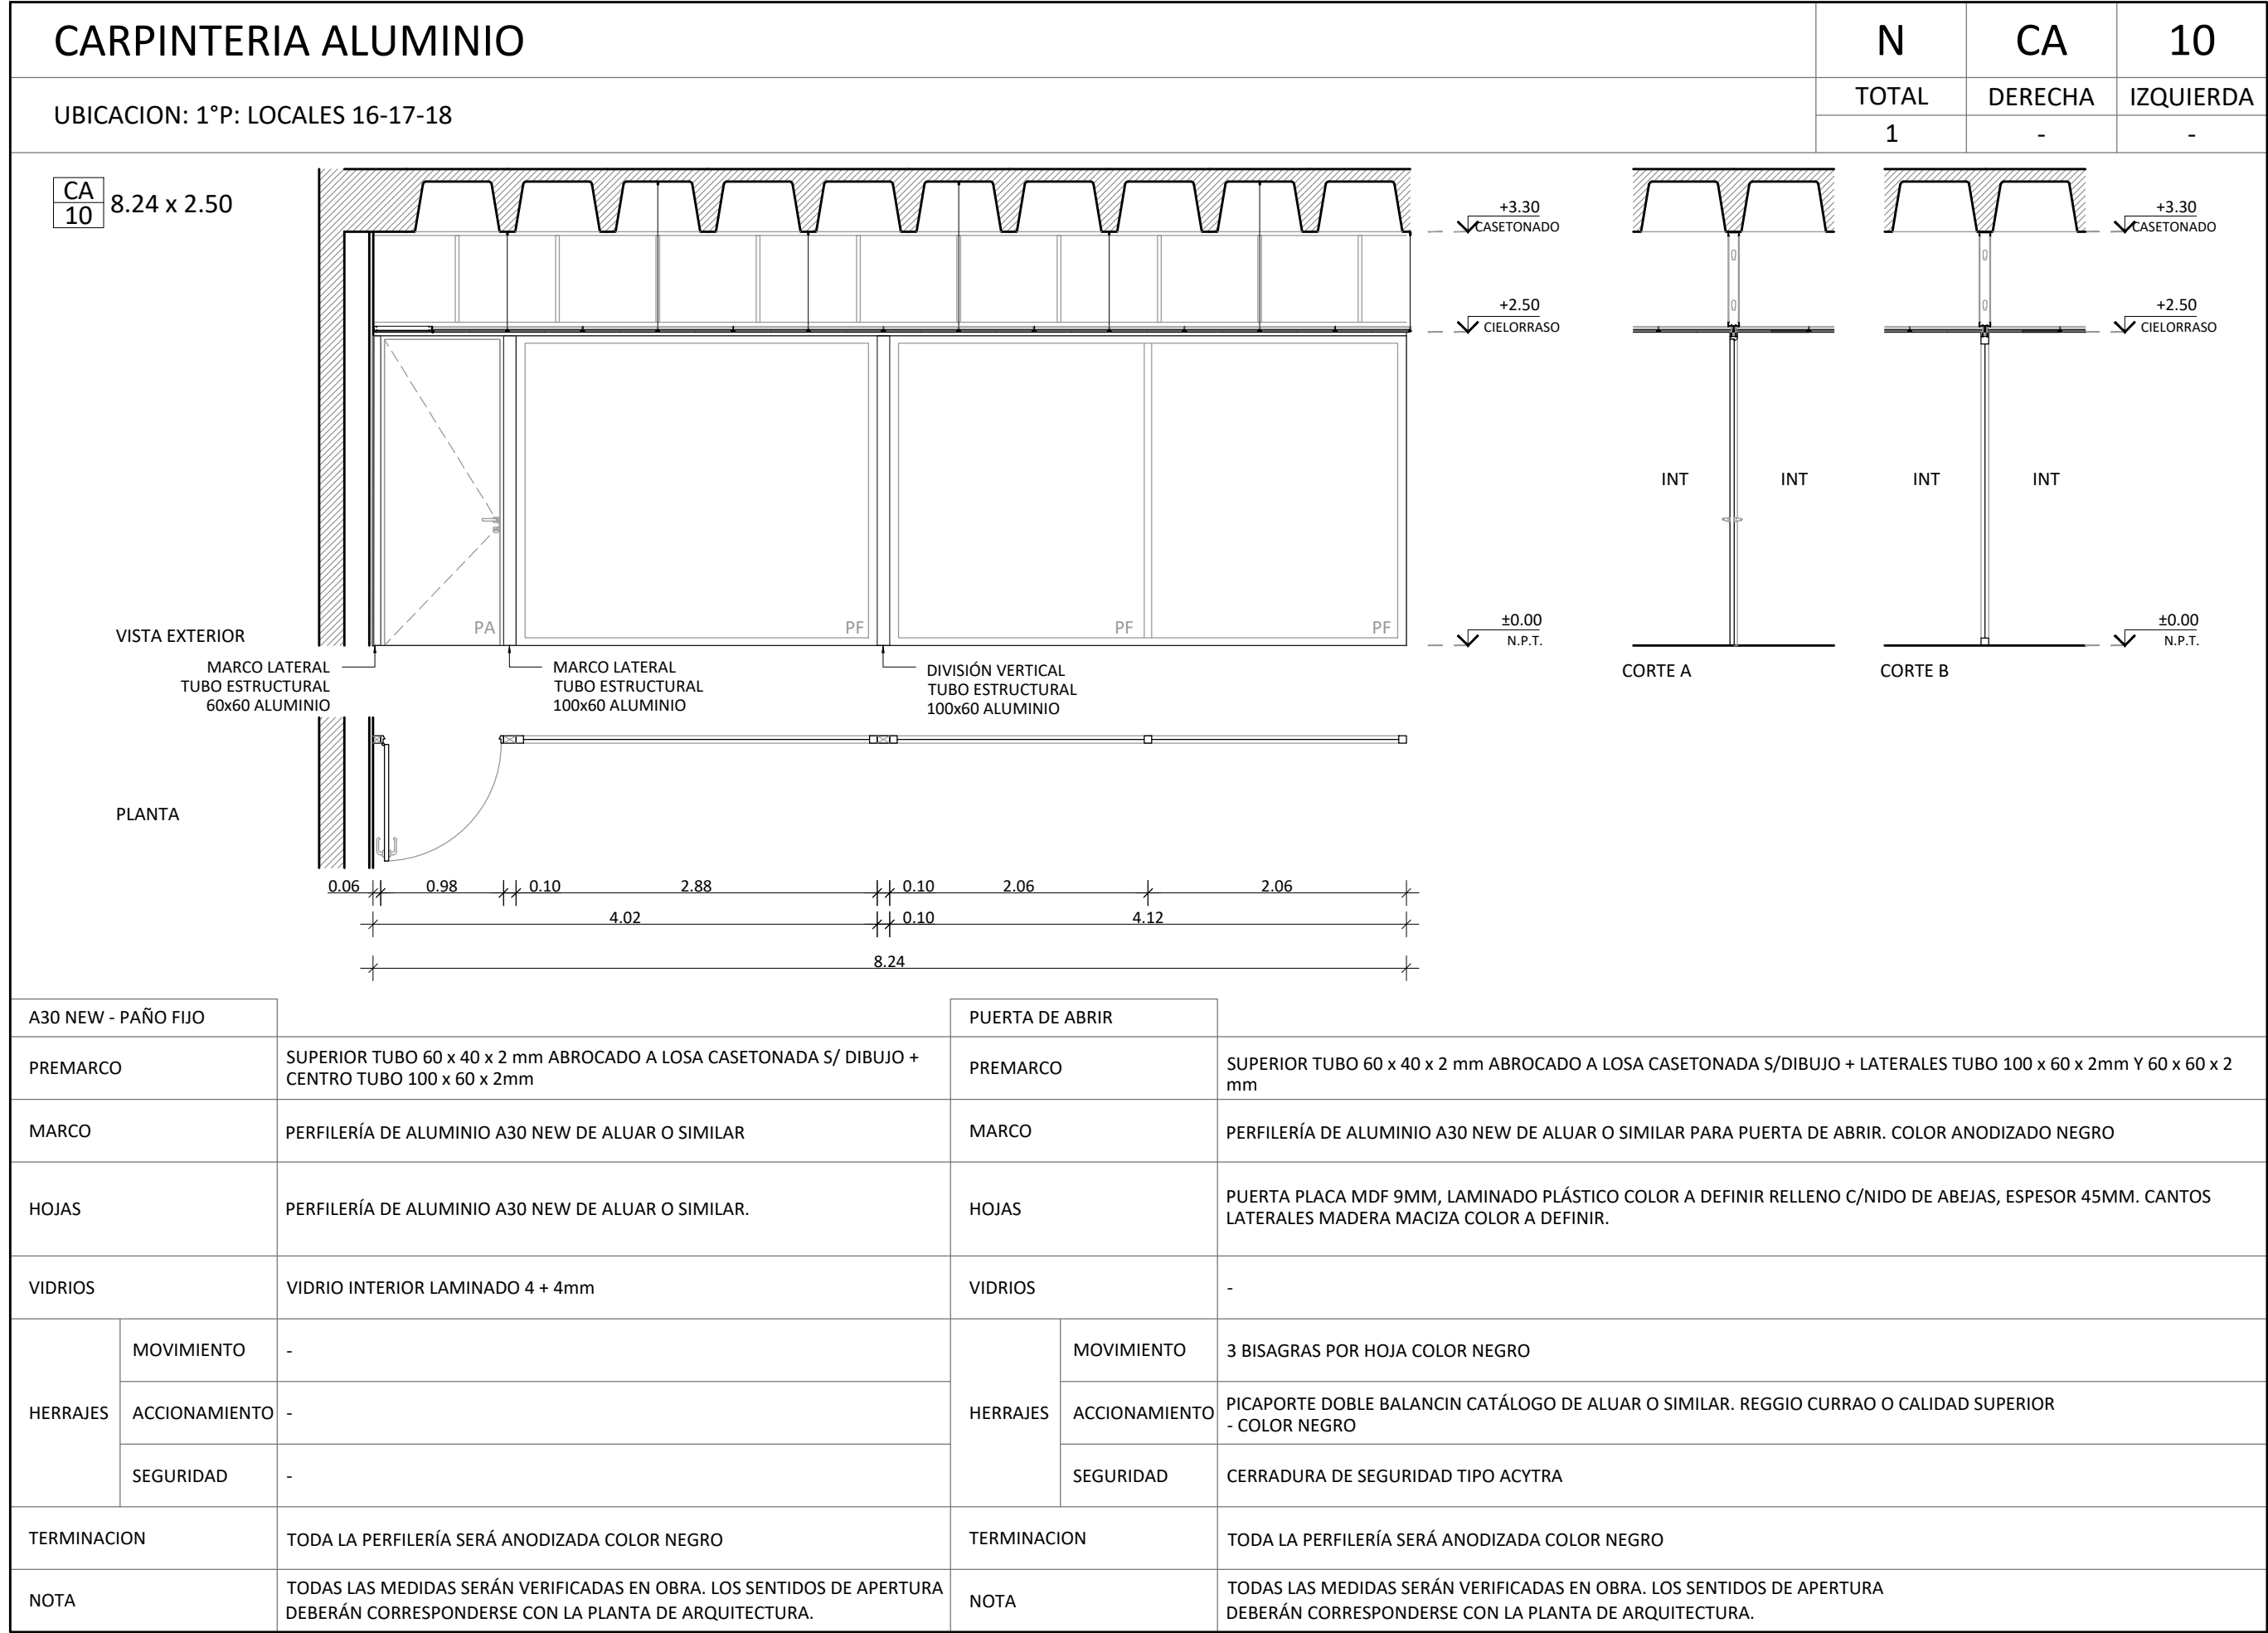 CARPINTERIA ALUMINIO
N
CA
10
UBICACION: 1°P: LOCALES 16-17-18
TOTAL
DERECHA
IZQUIERDA
1
-
-
CA
10
8.24 x 2.50
+3.30
CASETONADO
+2.50
CIELORRASO
±0.00
N.P.T.
+3.30
CASETONADO
+2.50
CIELORRASO
±0.00
N.P.T.
INT
INT
INT
INT
PA
PF
PF
PF
VISTA EXTERIOR
MARCO LATERAL
TUBO ESTRUCTURAL
60x60 ALUMINIO
MARCO LATERAL
TUBO ESTRUCTURAL
100x60 ALUMINIO
DIVISIÓN VERTICAL
TUBO ESTRUCTURAL
100x60 ALUMINIO
CORTE A
CORTE B
PLANTA
0.06
0.98
0.10
2.88
0.10
2.06
2.06
4.02
0.10
4.12
8.24
A30 NEW - PAÑO FIJO
PREMARCO
SUPERIOR TUBO 60 x 40 x 2 mm ABROCADO A LOSA CASETONADA S/ DIBUJO +
CENTRO TUBO 100 x 60 x 2mm
MARCO
PERFILERÍA DE ALUMINIO A30 NEW DE ALUAR O SIMILAR
HOJAS
PERFILERÍA DE ALUMINIO A30 NEW DE ALUAR O SIMILAR.
VIDRIOS
VIDRIO INTERIOR LAMINADO 4 + 4mm
HERRAJES
MOVIMIENTO
-
ACCIONAMIENTO
-
SEGURIDAD
-
TERMINACION
TODA LA PERFILERÍA SERÁ ANODIZADA COLOR NEGRO
NOTA
TODAS LAS MEDIDAS SERÁN VERIFICADAS EN OBRA. LOS SENTIDOS DE APERTURA
DEBERÁN CORRESPONDERSE CON LA PLANTA DE ARQUITECTURA.
PUERTA DE ABRIR
PREMARCO
SUPERIOR TUBO 60 x 40 x 2 mm ABROCADO A LOSA CASETONADA S/DIBUJO + LATERALES TUBO 100 x 60 x 2mm Y 60 x 60 x 2
mm
MARCO
PERFILERÍA DE ALUMINIO A30 NEW DE ALUAR O SIMILAR PARA PUERTA DE ABRIR. COLOR ANODIZADO NEGRO
HOJAS
PUERTA PLACA MDF 9MM, LAMINADO PLÁSTICO COLOR A DEFINIR RELLENO C/NIDO DE ABEJAS, ESPESOR 45MM. CANTOS
LATERALES MADERA MACIZA COLOR A DEFINIR.
VIDRIOS
-
HERRAJES
MOVIMIENTO
3 BISAGRAS POR HOJA COLOR NEGRO
ACCIONAMIENTO
PICAPORTE DOBLE BALANCIN CATÁLOGO DE ALUAR O SIMILAR. REGGIO CURRAO O CALIDAD SUPERIOR
- COLOR NEGRO
SEGURIDAD
CERRADURA DE SEGURIDAD TIPO ACYTRA
TERMINACION
TODA LA PERFILERÍA SERÁ ANODIZADA COLOR NEGRO
NOTA
TODAS LAS MEDIDAS SERÁN VERIFICADAS EN OBRA. LOS SENTIDOS DE APERTURA
DEBERÁN CORRESPONDERSE CON LA PLANTA DE ARQUITECTURA.